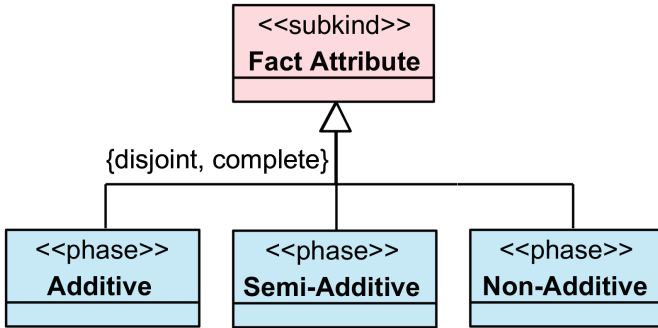 <<subkind>>
Fact Attribute
{disjoint, complete}
<<phase>>
Additive
<<phase>>
Semi-Additive
<<phase>>
Non-Additive